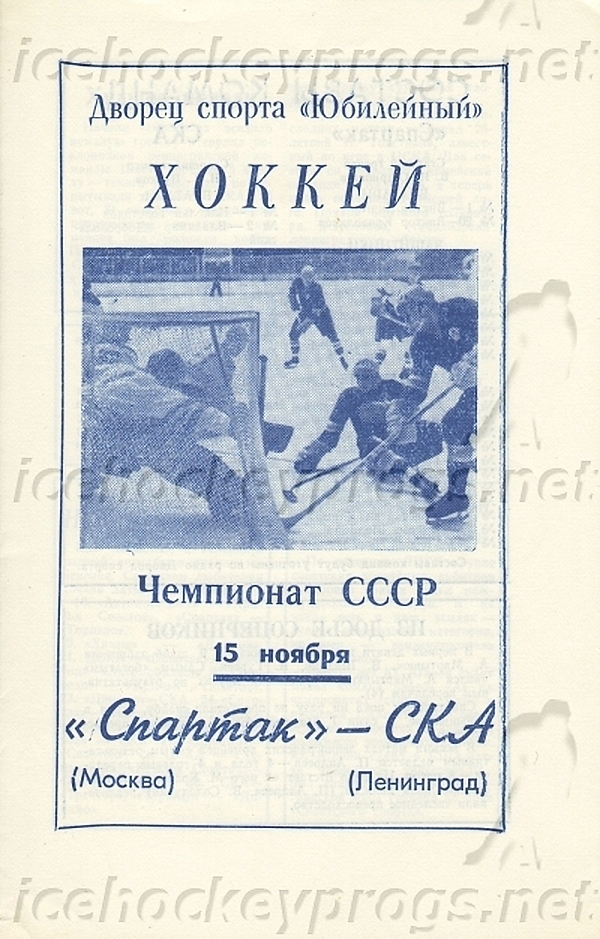 icehockeyprogs.net
Дворец спорта «Юбилейный»
ХОККЕЙ
icehockeyprogs.net
Чемпионат СССР
15 ноября
«Спартак» — СКА
(Москва) (Ленинград)
icehockeyprogs.net